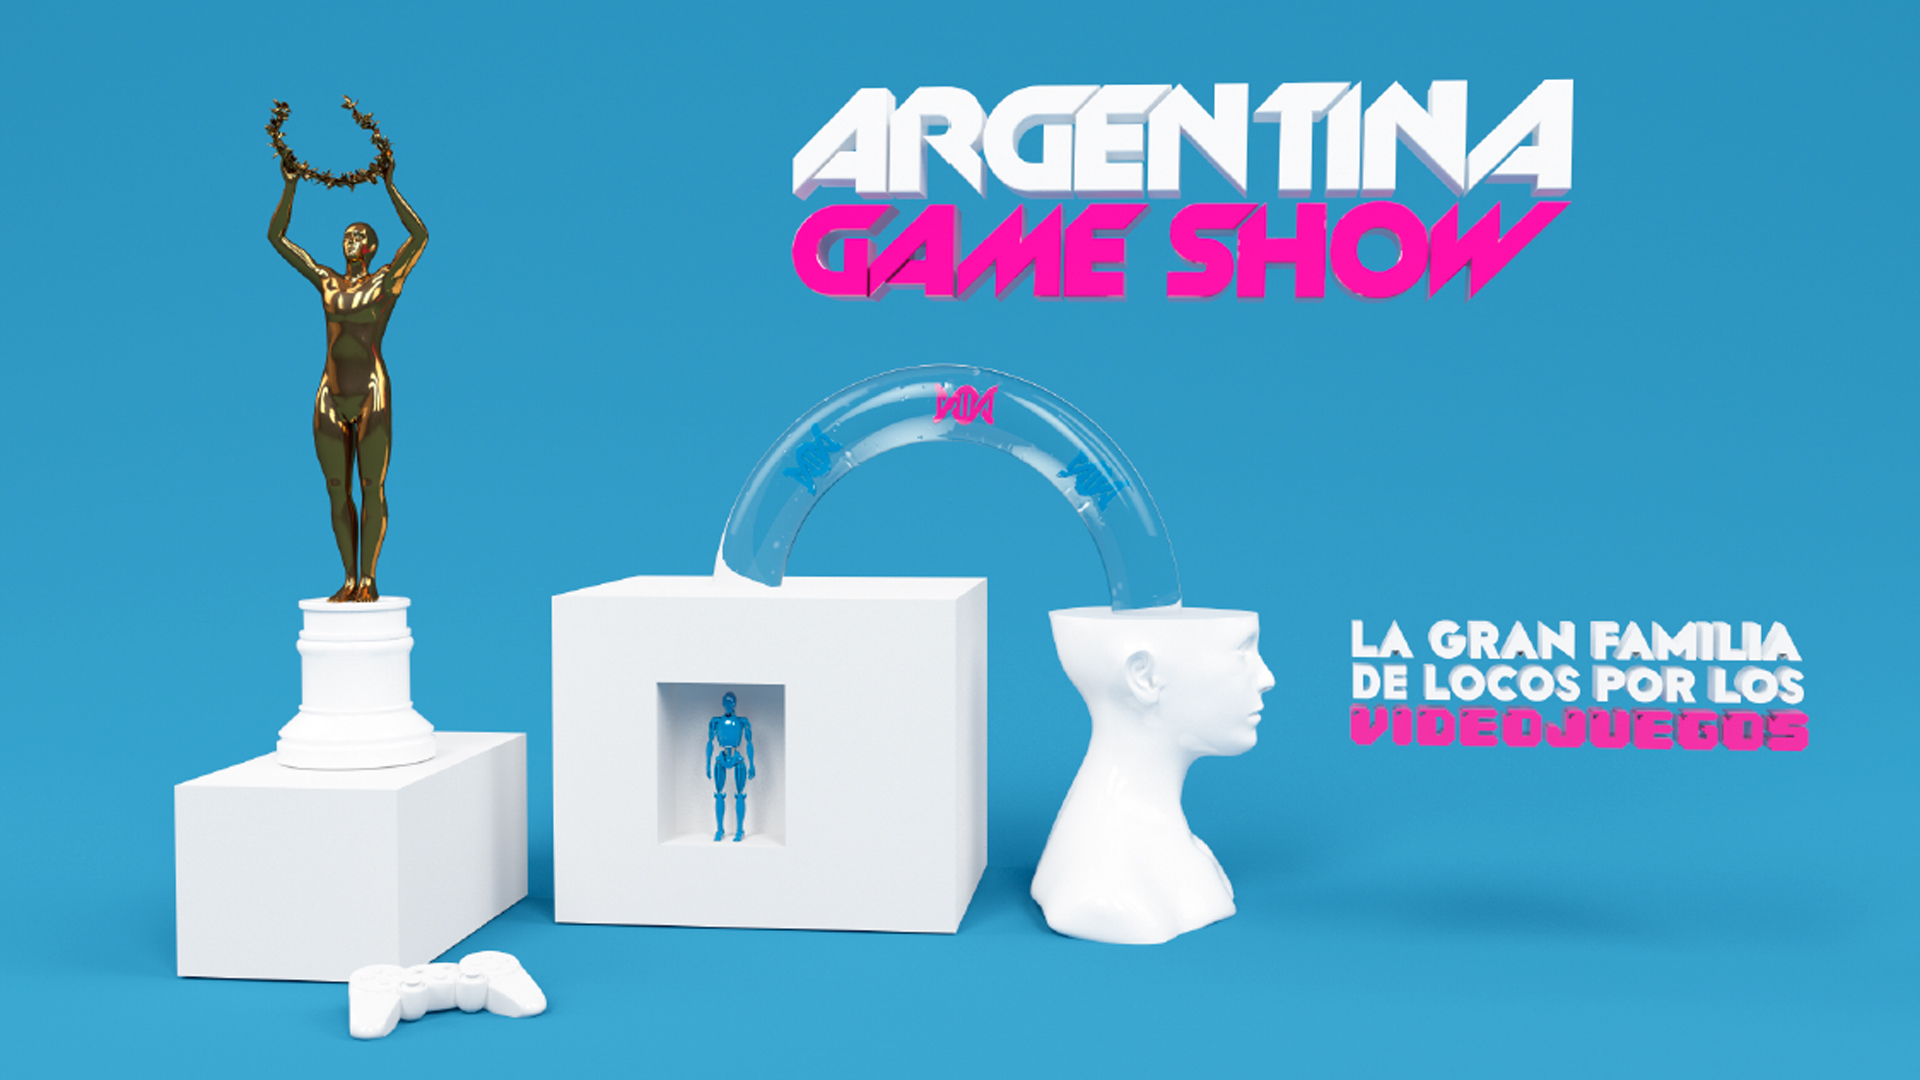 ARGENTINA
GAME SHOW
LA GRAN FAMILIA
DE LOCOS POR LOS
VIDEOJUEGOS